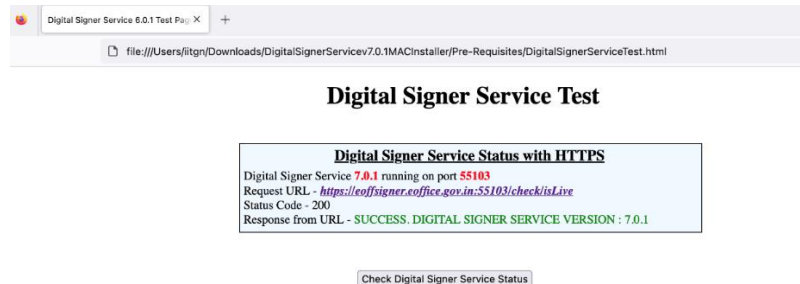 Digital Signer Service 6.0.1 Test Pag
file:///Users/iitgn/Downloads/DigitalSignerServicev7.0.1MACInstaller/Pre-Requisites/DigitalSignerServiceTest.html
Digital Signer Service Test
Digital Signer Service Status with HTTPS
Digital Signer Service 7.0.1 running on port 55103
Request URL - https://eoffsigner.eoffice.gov.in:55103/check/isLive
Status Code - 200
Response from URL - SUCCESS. DIGITAL SIGNER SERVICE VERSION : 7.0.1
Check Digital Signer Service Status